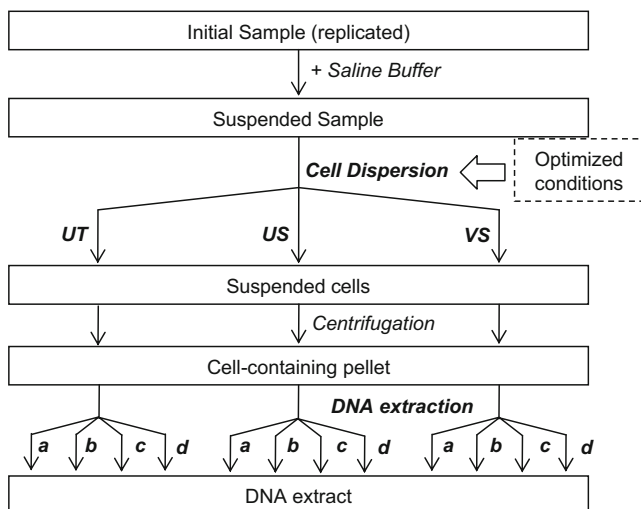 Initial Sample (replicated)
+ Saline Buffer
Suspended Sample
Cell Dispersion
Optimized
conditions
UT US VS
Suspended cells
Centrifugation
Cell-containing pellet
DNA extraction
a b c d a b c d a b c d
DNA extract